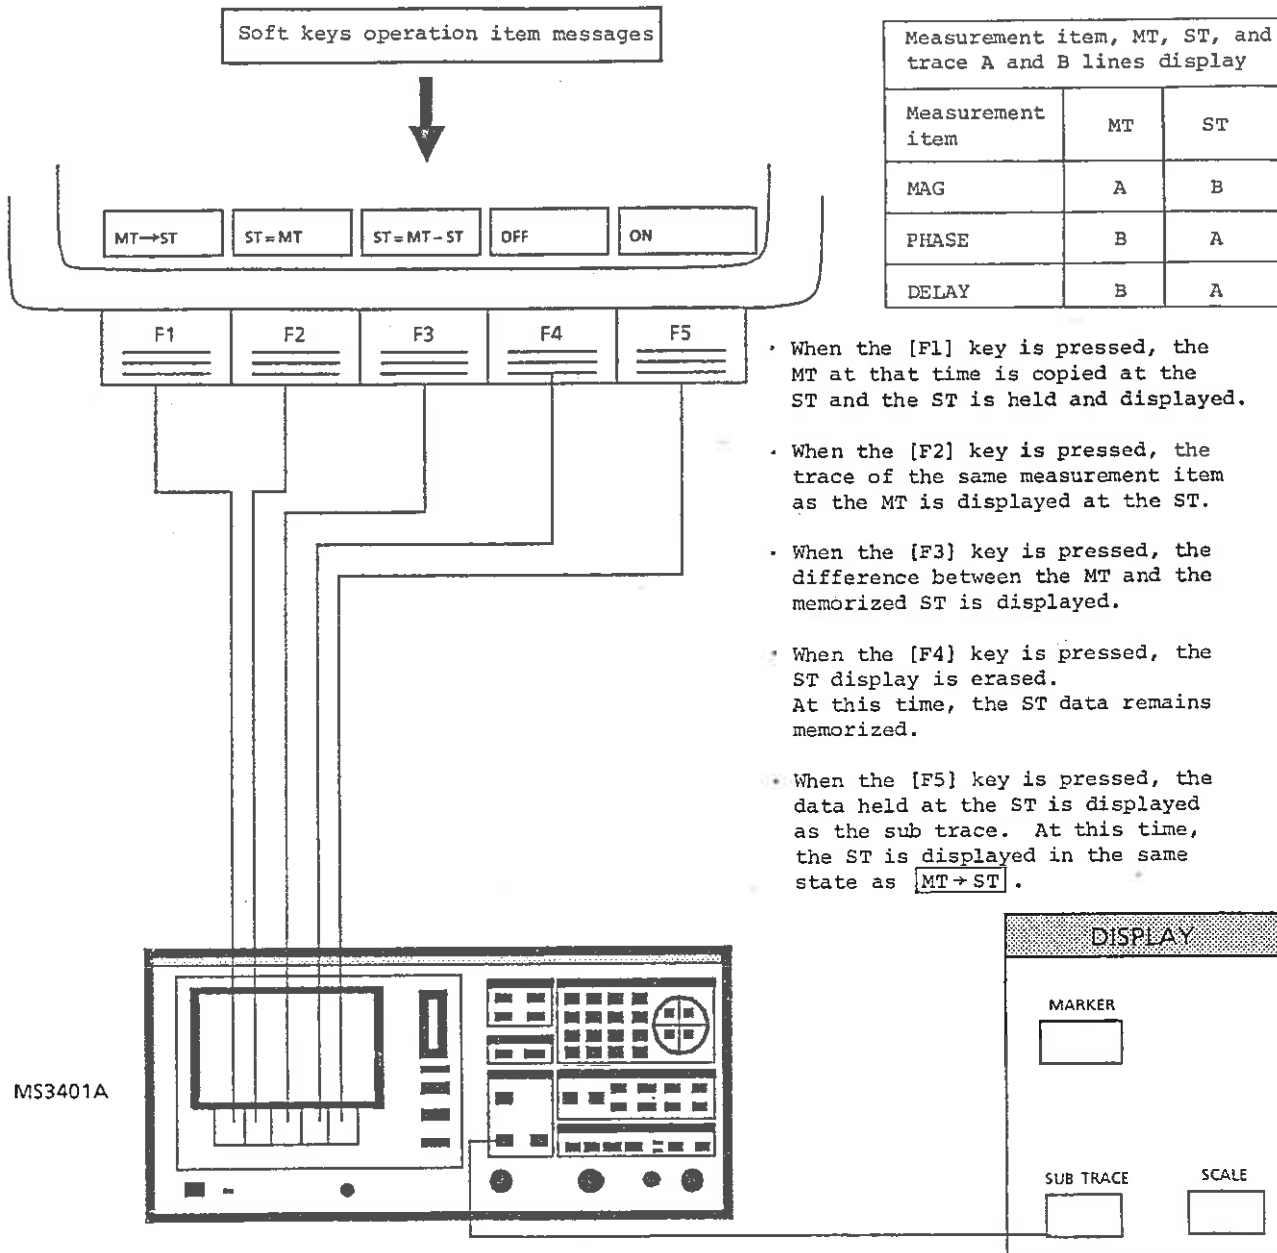 Soft keys operation item messages
Measurement item, MT, ST, and
trace A and B lines display
Measurement
item
MT
ST
MAG
A
B
PHASE
B
A
DELAY
B
A
MT→ST
ST=MT
ST=MT-ST
OFF
ON
F1
F2
F3
F4
F5
· When the [F1] key is pressed, the
MT at that time is copied at the
ST and the ST is held and displayed.
· When the [F2] key is pressed, the
trace of the same measurement item
as the MT is displayed at the ST.
· When the [F3] key is pressed, the
difference between the MT and the
memorized ST is displayed.
· When the [F4] key is pressed, the
ST display is erased.
At this time, the ST data remains
memorized.
· When the [F5] key is pressed, the
data held at the ST is displayed
as the sub trace. At this time,
the ST is displayed in the same
state as MT→ST.
MS3401A
DISPLAY
MARKER
SUB TRACE
SCALE